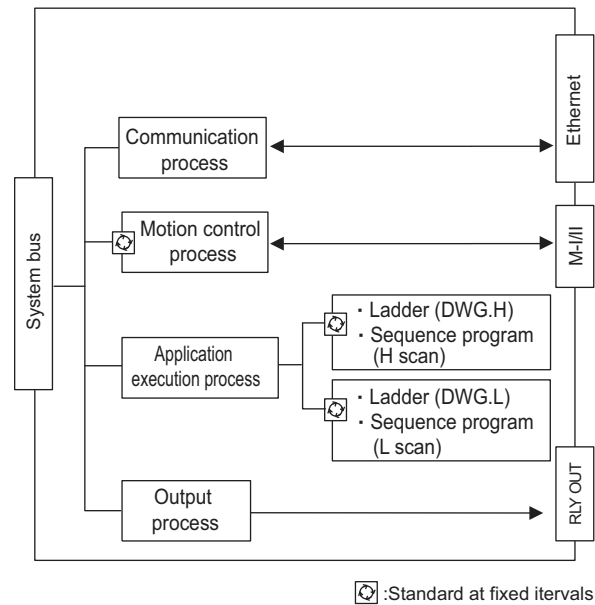 System bus
Communication
process
Ethernet
Motion control
process
M-I/II
Application
execution process
・Ladder (DWG.H)
・Sequence program
(H scan)
・Ladder (DWG.L)
・Sequence program
(L scan)
Output
process
RLY OUT
:Standard at fixed itervals